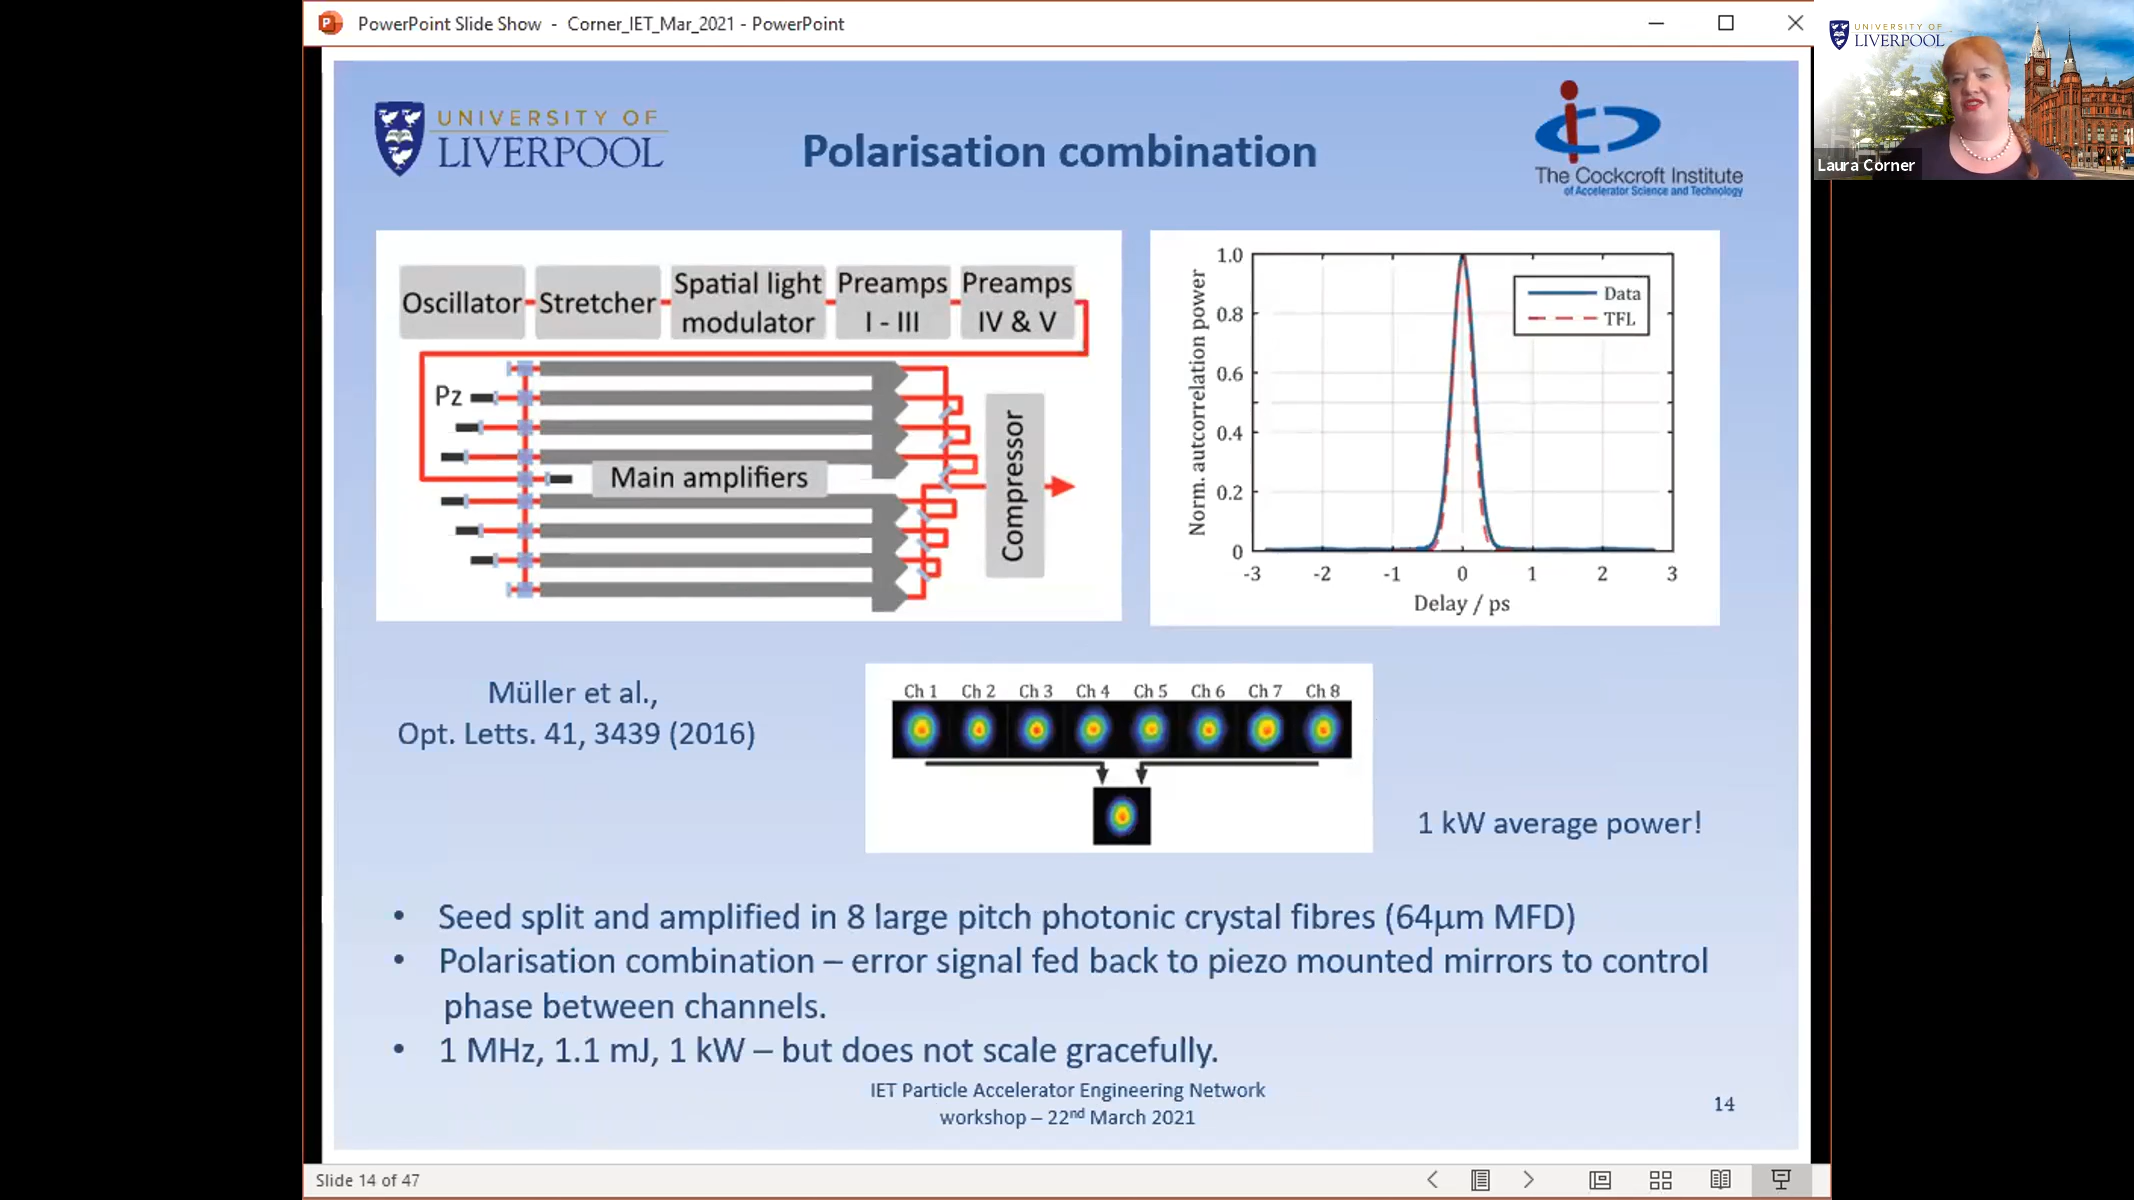 PowerPoint Slide Show - Corner_IET_Mar_2021 - PowerPoint
UNIVERSITY OF
LIVERPOOL
Laura Corner
UNIVERSITY OF
LIVERPOOL
Polarisation combination
The Cockcroft Institute
of Accelerator Science and Technology
Oscillator
Stretcher
Spatial light
modulator
Preamps
I - III
Preamps
IV & V
Pz
Main amplifiers
Compressor
Norm. autcorrelation power
1.0
0.8
0.6
0.4
0.2
0
-3 -2 -1 0 1 2 3
Delay / ps
Data
TFL
Müller et al.,
Opt. Letts. 41, 3439 (2016)
Ch 1 Ch 2 Ch 3 Ch 4 Ch 5 Ch 6 Ch 7 Ch 8
1 kW average power!
• Seed split and amplified in 8 large pitch photonic crystal fibres (64μm MFD)
• Polarisation combination – error signal fed back to piezo mounted mirrors to control
phase between channels.
• 1 MHz, 1.1 mJ, 1 kW – but does not scale gracefully.
IET Particle Accelerator Engineering Network
workshop – 22nd March 2021
14
Slide 14 of 47